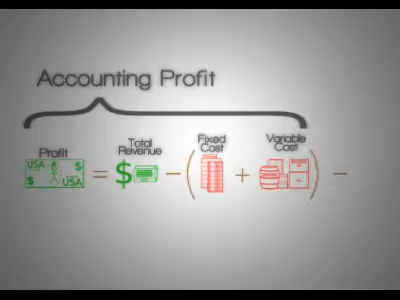 Accounting Profit
Profit
Total
Revenue
Fixed
Cost
Variable
Cost
USA $
$ USA
= $ − ( + ) −